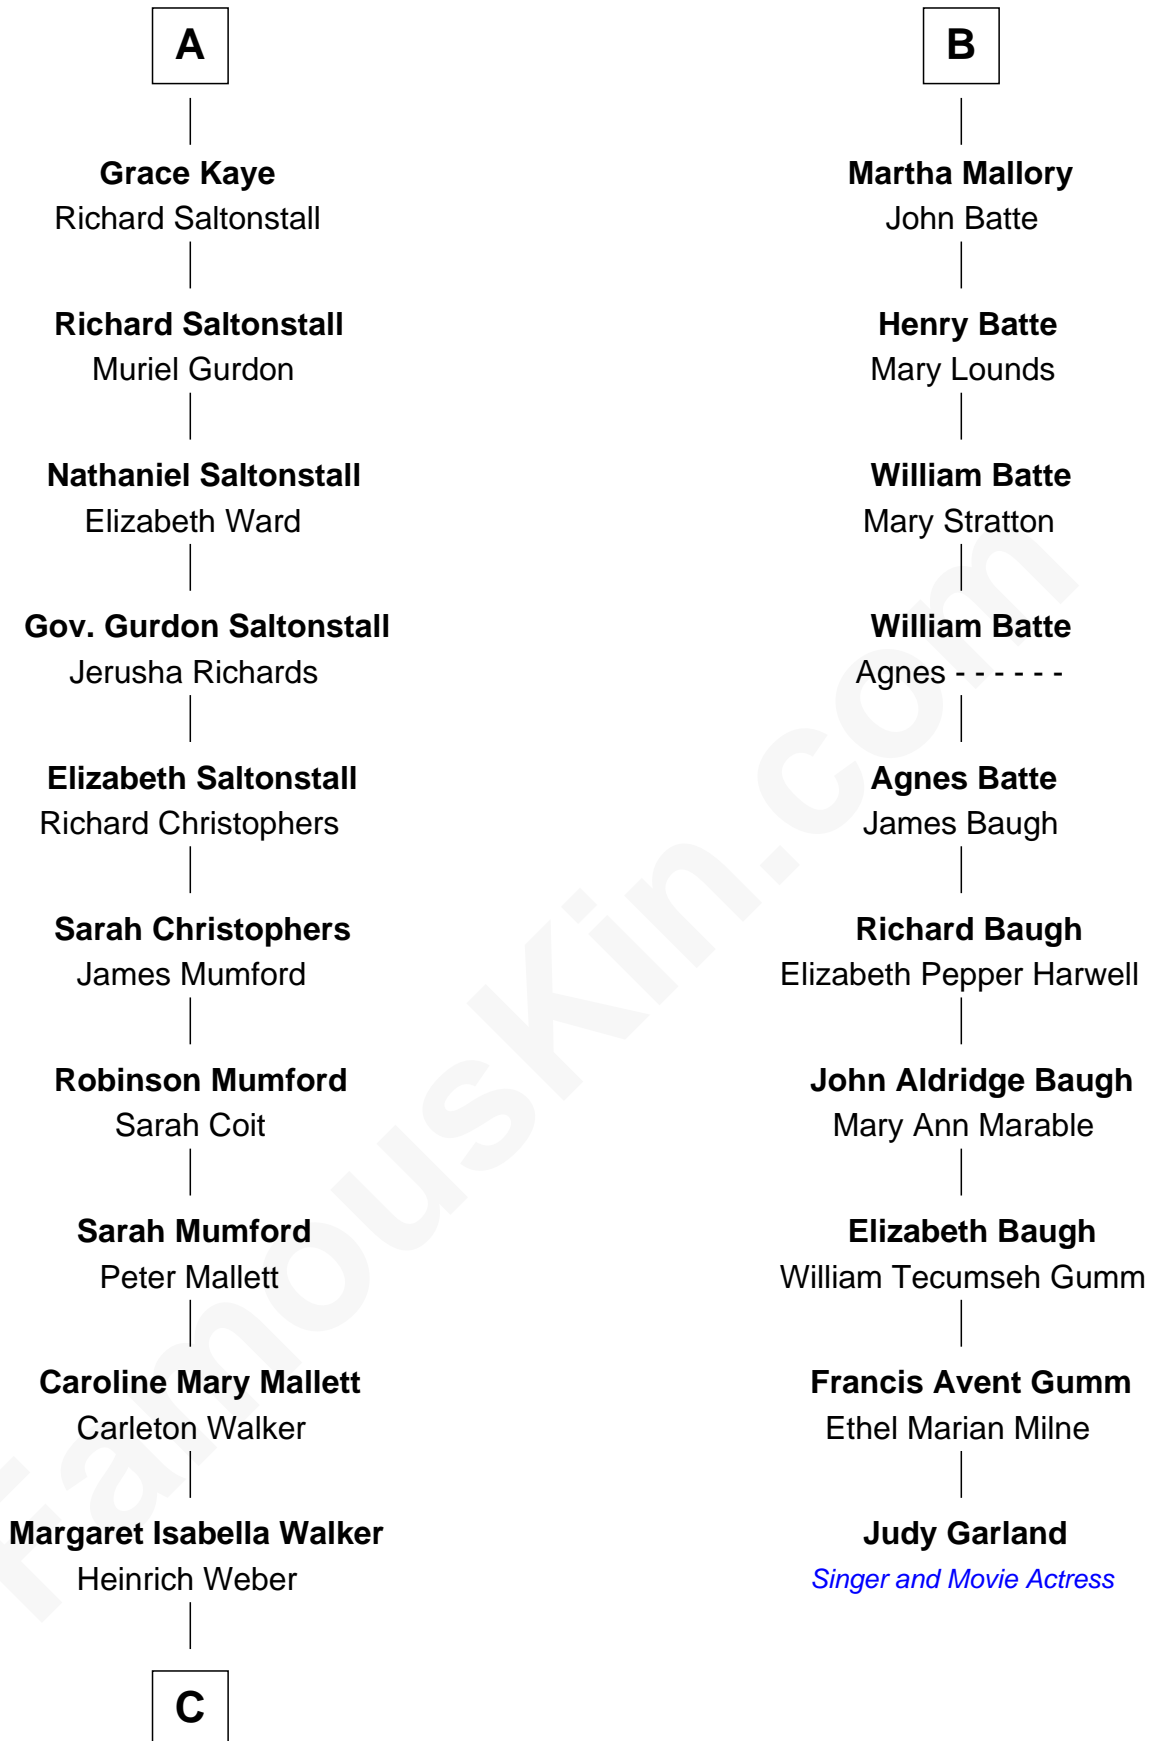 A
Grace Kaye
Richard Saltonstall
Richard Saltonstall
Muriel Gurdon
Nathaniel Saltonstall
Elizabeth Ward
Gov. Gurdon Saltonstall
Jerusha Richards
Elizabeth Saltonstall
Richard Christophers
Sarah Christophers
James Mumford
Robinson Mumford
Sarah Coit
Sarah Mumford
Peter Mallett
Caroline Mary Mallett
Carleton Walker
Margaret Isabella Walker
Heinrich Weber
C
B
Martha Mallory
John Batte
Henry Batte
Mary Lounds
William Batte
Mary Stratton
William Batte
Agnes - - - - - -
Agnes Batte
James Baugh
Richard Baugh
Elizabeth Pepper Harwell
John Aldridge Baugh
Mary Ann Marable
Elizabeth Baugh
William Tecumseh Gumm
Francis Avent Gumm
Ethel Marian Milne
Judy Garland
Singer and Movie Actress
FamousKin.com